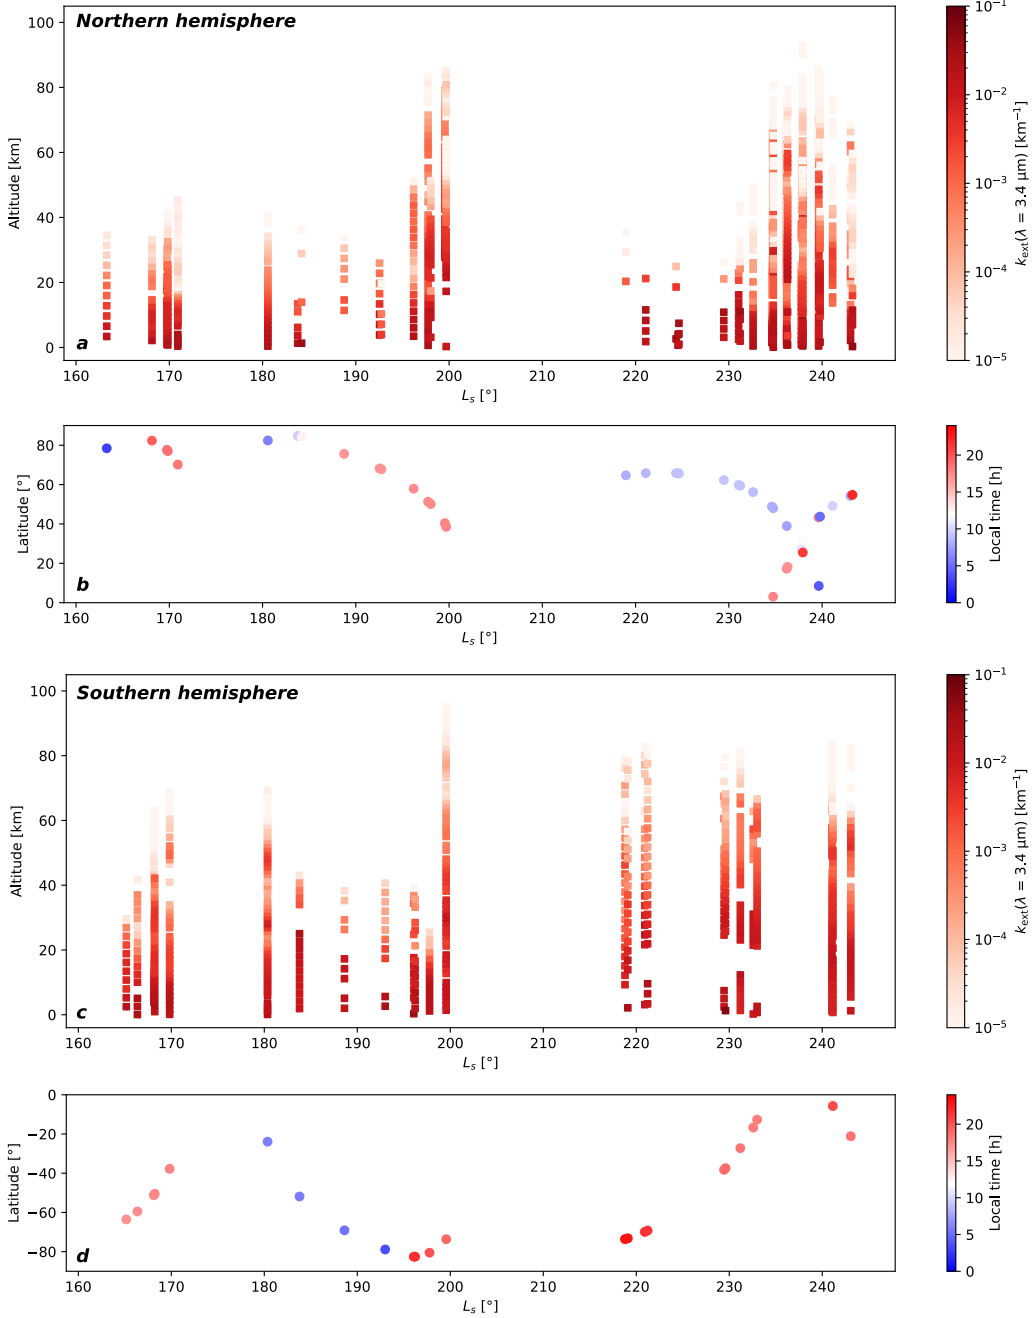 Northern hemisphere
100
80
60
40
20
0
Altitude [km]
a
160 170 180 190 200 210 220 230 240
Lₛ [°]
10⁻¹
10⁻²
10⁻³
10⁻⁴
10⁻⁵
kₑₓₜ(λ = 3.4 μm) [km⁻¹]
80
60
40
20
0
Latitude [°]
b
160 170 180 190 200 210 220 230 240
Lₛ [°]
20
15
10
5
0
Local time [h]
Southern hemisphere
100
80
60
40
20
0
Altitude [km]
c
160 170 180 190 200 210 220 230 240
Lₛ [°]
10⁻¹
10⁻²
10⁻³
10⁻⁴
10⁻⁵
kₑₓₜ(λ = 3.4 μm) [km⁻¹]
0
−20
−40
−60
−80
Latitude [°]
d
160 170 180 190 200 210 220 230 240
Lₛ [°]
20
15
10
5
0
Local time [h]